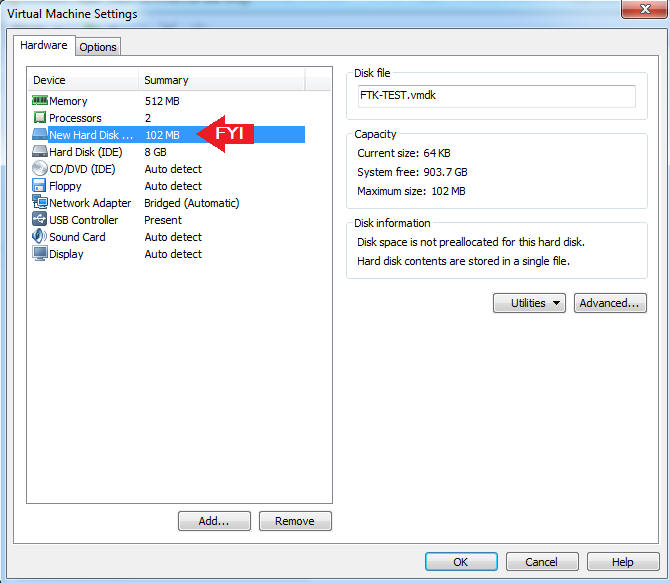 Virtual Machine Settings
Hardware
Options
Device Summary
Memory 512 MB
Processors 2
New Hard Disk ... 102 MB
FYI
Hard Disk (IDE) 8 GB
CD/DVD (IDE) Auto detect
Floppy Auto detect
Network Adapter Bridged (Automatic)
USB Controller Present
Sound Card Auto detect
Display Auto detect
Add...
Remove
Disk file
FTK-TEST.vmdk
Capacity
Current size: 64 KB
System free: 903.7 GB
Maximum size: 102 MB
Disk information
Disk space is not preallocated for this hard disk.
Hard disk contents are stored in a single file.
Utilities
Advanced...
OK
Cancel
Help